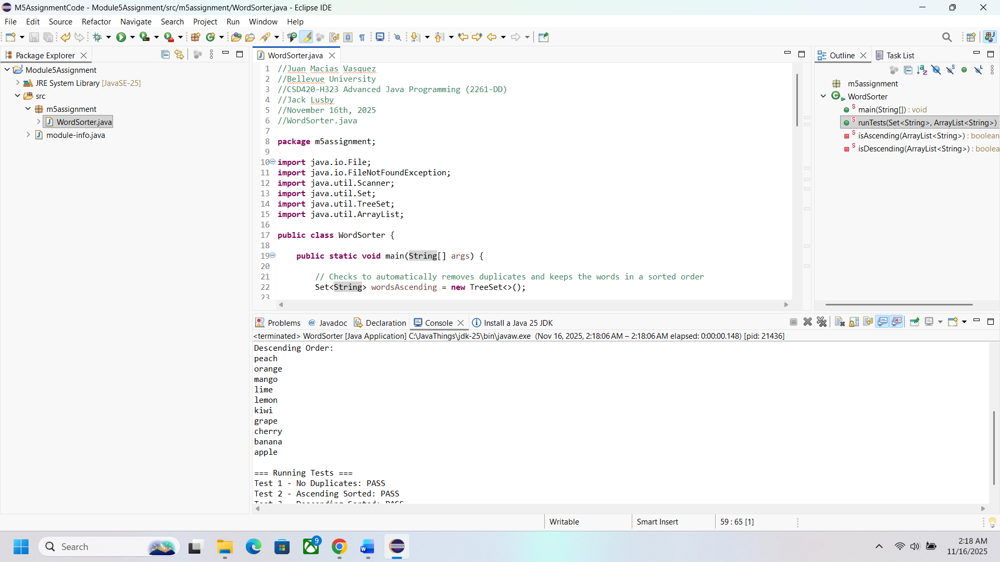 M5AssignmentCode - Module5Assignment/src/m5assignment/WordSorter.java - Eclipse IDE
File Edit Source Refactor Navigate Search Project Run Window Help
Package Explorer
Module5Assignment
JRE System Library [JavaSE-25]
src
m5assignment
WordSorter.java
module-info.java
WordSorter.java
1 //Juan Macias Vasquez
2 //Bellevue University
3 //CSD420-H323 Advanced Java Programming (2261-DD)
4 //Jack Lusby
5 //November 16th, 2025
6 //WordSorter.java
7
8 package m5assignment;
9
10 import java.io.File;
11 import java.io.FileNotFoundException;
12 import java.util.Scanner;
13 import java.util.Set;
14 import java.util.TreeSet;
15 import java.util.ArrayList;
16
17 public class WordSorter {
18
19 public static void main(String[] args) {
20
21 // Checks to automatically removes duplicates and keeps the words in a sorted order
22 Set<String> wordsAscending = new TreeSet<>();
23
Outline Task List
m5assignment
WordSorter
main(String[]) : void
runTests(Set<String>, ArrayList<String>)
isAscending(ArrayList<String>) : boolean
isDescending(ArrayList<String>) : boolea
Problems Javadoc Declaration Console Install a Java 25 JDK
<terminated> WordSorter [Java Application] C:\JavaThings\jdk-25\bin\javaw.exe (Nov 16, 2025, 2:18:06 AM – 2:18:06 AM elapsed: 0:00:00.148) [pid: 21436]
Descending Order:
peach
orange
mango
lime
lemon
kiwi
grape
cherry
banana
apple
=== Running Tests ===
Test 1 - No Duplicates: PASS
Test 2 - Ascending Sorted: PASS
Test 3 - Descending Sorted: PASS
Writable Smart Insert 59 : 65 [1]
Search
9
2:18 AM
11/16/2025